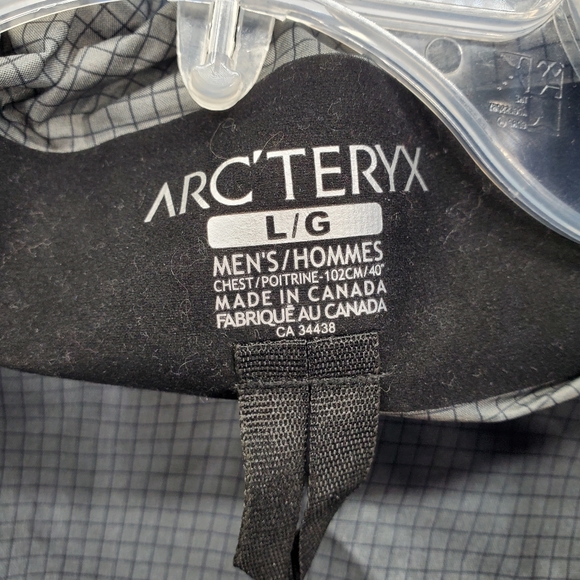 ARC'TERYX
L/G
MEN'S/HOMMES
CHEST/POITRINE-102CM/40"
MADE IN CANADA
FABRIQUÉ AU CANADA
CA 34438